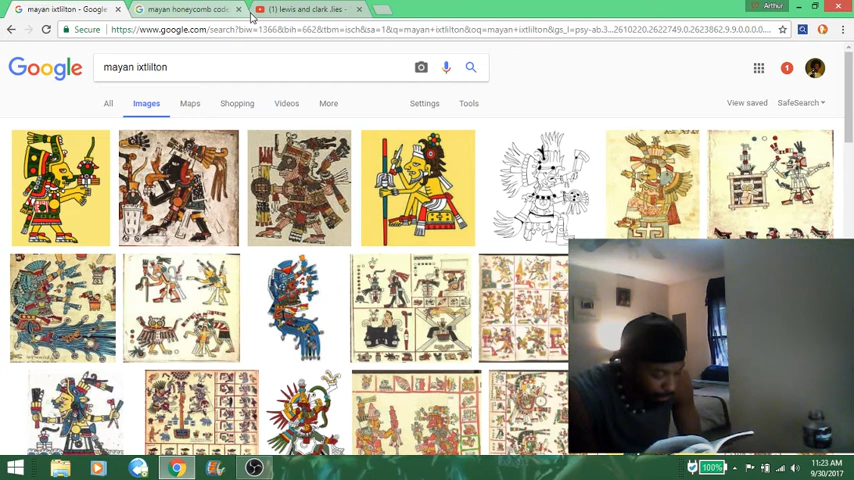 mayan ixtlilton - Google
mayan honeycomb code
(1) lewis and clark ,lies -
Arthur
Secure
https://www.google.com/search?biw=1366&bih=662&tbm=isch&sa=1&q=mayan+ixtlilton&oq=mayan+ixtlilton&gs_l=psy-ab.3...2610220.2622749.0.2623862.9.9.0.0.0.0...
Google
mayan ixtlilton
1
All
Images
Maps
Shopping
Videos
More
Settings
Tools
View saved
SafeSearch
100%
11:23 AM
9/30/2017